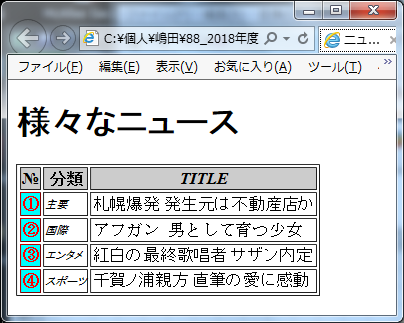 C:¥個人¥嶋田¥88_2018年度
ニュ...
ファイル(F) 編集(E) 表示(V) お気に入り(A) ツール(T)
様々なニュース
№ 分類 TITLE
① 主要 札幌爆発 発生元は不動産店か
② 国際 アフガン 男として育つ少女
③ エンタメ 紅白の最終歌唱者 サザン内定
④ スポーツ 千賀ノ浦親方 直筆の愛に感動